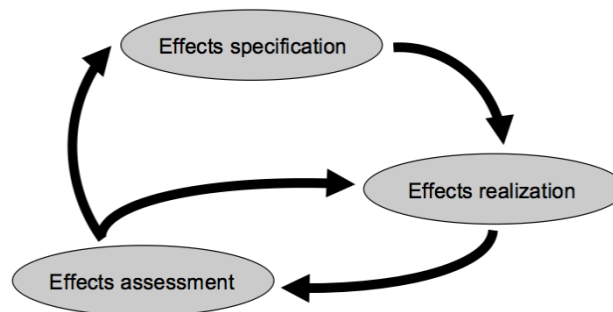 Effects specification
Effects realization
Effects assessment